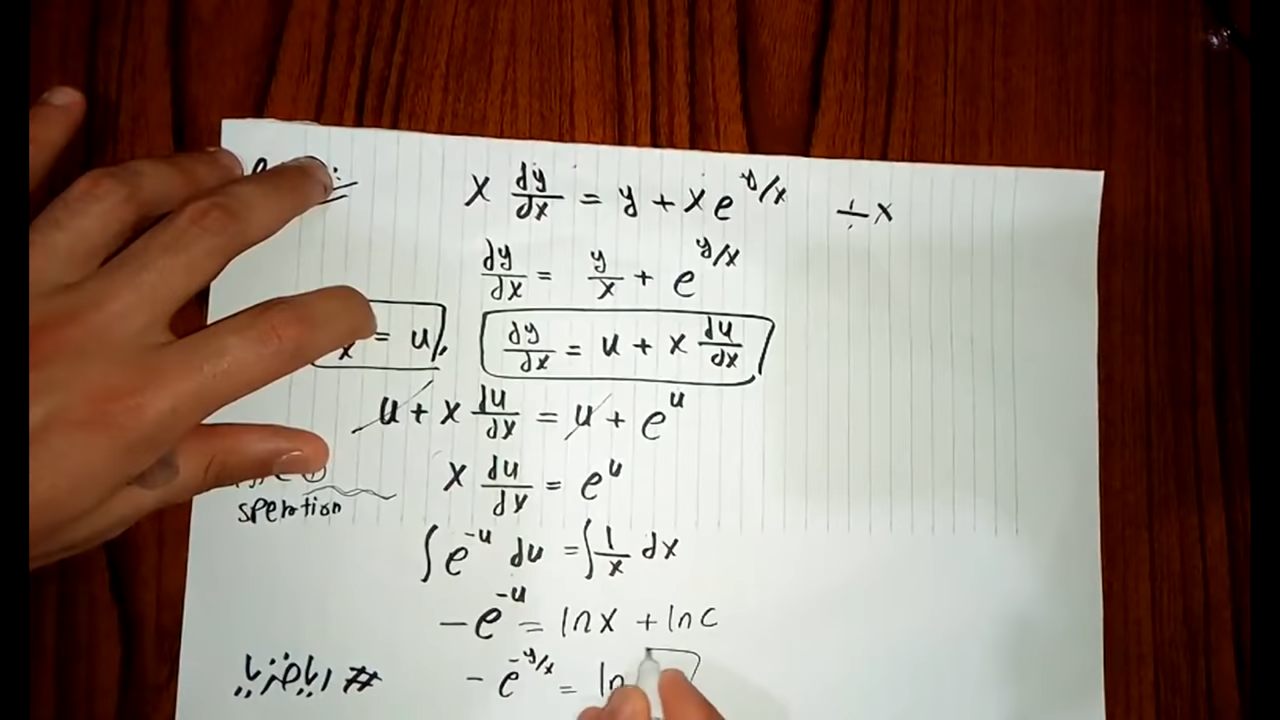 x dy/dx = y + x e^{y/x} ÷ x
dy/dx = y/x + e^{y/x}
x = u, dy/dx = u + x du/dx
u + x du/dx = u + e^u
x du/dx = e^u
spertion
∫ e^{-u} du = ∫ 1/x dx
- e^{-u} = ln x + ln c
- e^{-y/x} = ln